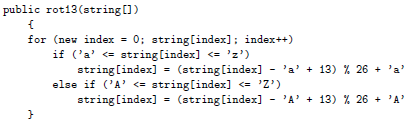 public rot13(string[])
{
for (new index = 0; string[index]; index++)
if (’a’ <= string[index] <= ’z’)
string[index] = (string[index] - ’a’ + 13) % 26 + ’a’
else if (’A’ <= string[index] <= ’Z’)
string[index] = (string[index] - ’A’ + 13) % 26 + ’A’
}